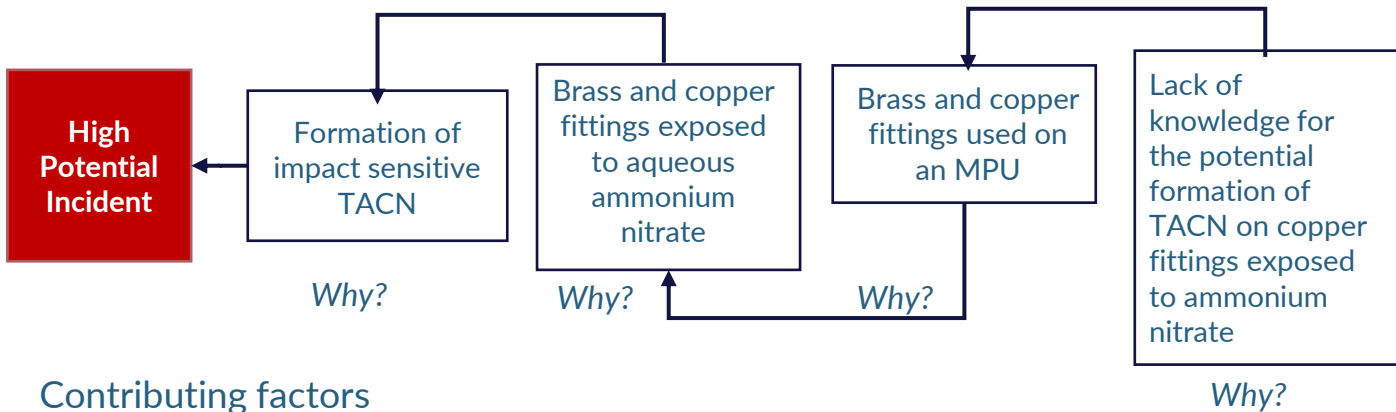 High
Potential
Incident
Formation of
impact sensitive
TACN
Why?
Brass and copper
fittings exposed
to aqueous
ammonium
nitrate
Why?
Brass and copper
fittings used on
an MPU
Why?
Lack of
knowledge for
the potential
formation of
TACN on copper
fittings exposed
to ammonium
nitrate
Why?
Contributing factors